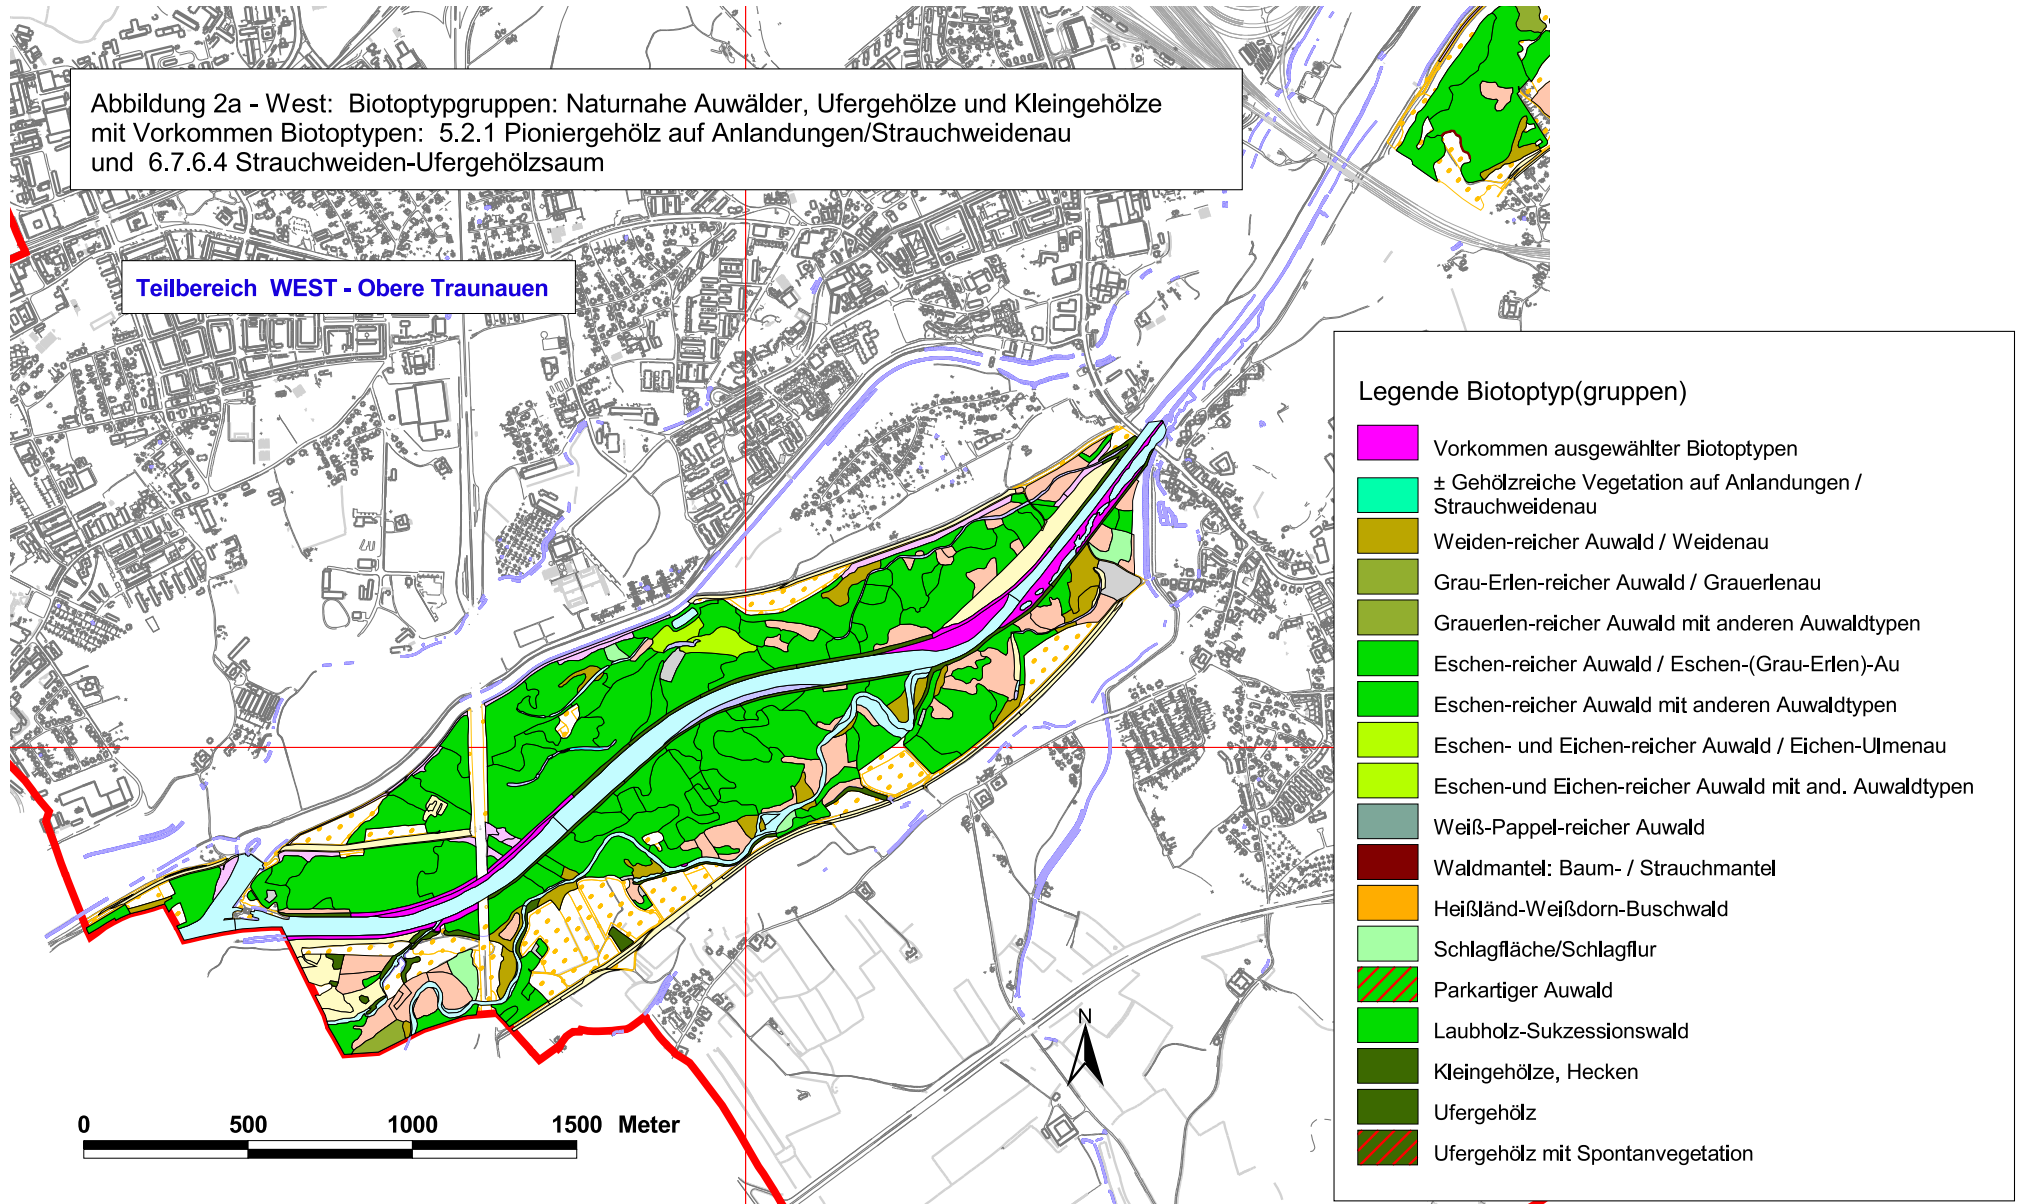 Abbildung 2a - West: Biotoptypgruppen: Naturnahe Auwälder, Ufergehölze und Kleingehölze
mit Vorkommen Biotoptypen: 5.2.1 Pioniergehölz auf Anlandungen/Strauchweidenau
und 6.7.6.4 Strauchweiden-Ufergehölzsaum
Teilbereich WEST - Obere Traunauen
Legende Biotoptyp(gruppen)
Vorkommen ausgewählter Biotoptypen
± Gehölzreiche Vegetation auf Anlandungen /
Strauchweidenau
Weiden-reicher Auwald / Weidenau
Grau-Erlen-reicher Auwald / Grauerlenau
Grauerlen-reicher Auwald mit anderen Auwaldtypen
Eschen-reicher Auwald / Eschen-(Grau-Erlen)-Au
Eschen-reicher Auwald mit anderen Auwaldtypen
Eschen- und Eichen-reicher Auwald / Eichen-Ulmenau
Eschen-und Eichen-reicher Auwald mit and. Auwaldtypen
Weiß-Pappel-reicher Auwald
Waldmantel: Baum- / Strauchmantel
Heißländ-Weißdorn-Buschwald
Schlagfläche/Schlagflur
Parkartiger Auwald
Laubholz-Sukzessionswald
Kleingehölze, Hecken
Ufergehölz
Ufergehölz mit Spontanvegetation
N
0 500 1000 1500 Meter